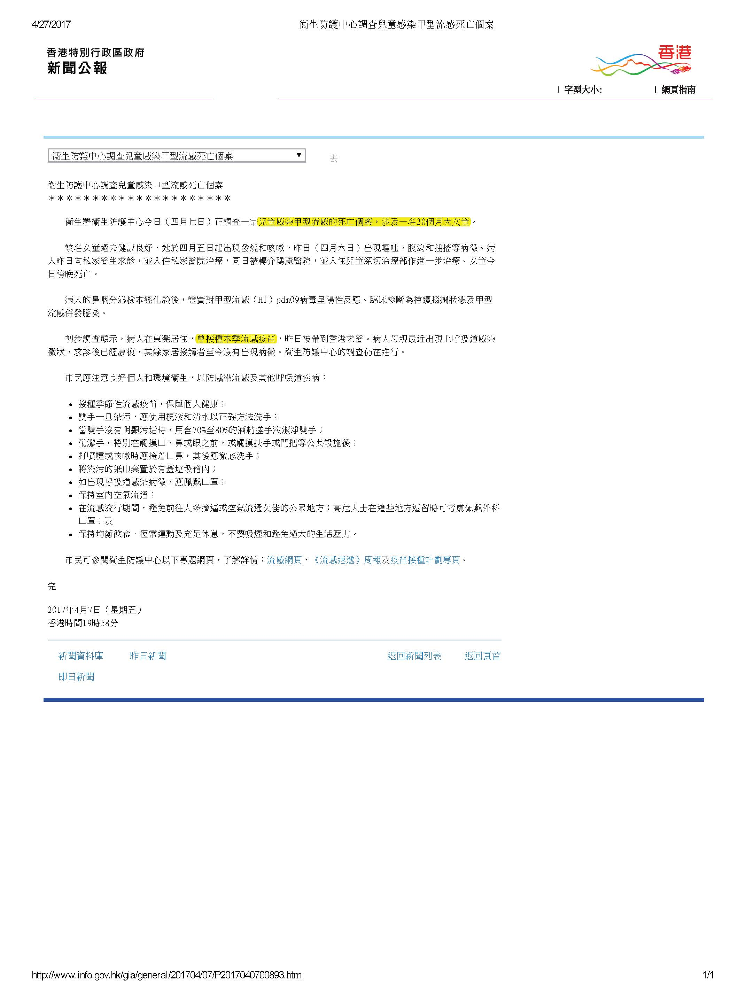 4/27/2017
衞生防護中心調查兒童感染甲型流感死亡個案
香港特別行政區政府
新聞公報
香港
| 字型大小:
| 網頁指南
衞生防護中心調查兒童感染甲型流感死亡個案 ▼
去
衞生防護中心調查兒童感染甲型流感死亡個案
＊＊＊＊＊＊＊＊＊＊＊＊＊＊＊＊＊＊＊＊＊
衞生署衞生防護中心今日（四月七日）正調查一宗兒童感染甲型流感的死亡個案，涉及一名20個月大女童。
該名女童過去健康良好，她於四月五日起出現發燒和咳嗽，昨日（四月六日）出現嘔吐、腹瀉和抽搐等病徵。病
人昨日向私家醫生求診，並入住私家醫院治療，同日被轉介瑪麗醫院，並入住兒童深切治療部作進一步治療。女童今
日傍晚死亡。
病人的鼻咽分泌樣本經化驗後，證實對甲型流感（H1）pdm09病毒呈陽性反應。臨床診斷為持續腦癇狀態及甲型
流感併發腦炎。
初步調查顯示，病人在東莞居住，曾接種本季流感疫苗，昨日被帶到香港求醫。病人母親最近出現上呼吸道感染
徵狀，求診後已經康復，其餘家居接觸者至今沒有出現病徵。衞生防護中心的調查仍在進行。
市民應注意良好個人和環境衞生，以防感染流感及其他呼吸道疾病：
• 接種季節性流感疫苗，保障個人健康；
• 雙手一旦染污，應使用梘液和清水以正確方法洗手；
• 當雙手沒有明顯污垢時，用含70%至80%的酒精搓手液潔淨雙手；
• 勤潔手，特別在觸摸口、鼻或眼之前，或觸摸扶手或門把等公共設施後；
• 打噴嚏或咳嗽時應掩着口鼻，其後應徹底洗手；
• 將染污的紙巾棄置於有蓋垃圾箱內；
• 如出現呼吸道感染病徵，應佩戴口罩；
• 保持室內空氣流通；
• 在流感流行期間，避免前往人多擠逼或空氣流通欠佳的公眾地方；高危人士在這些地方逗留時可考慮佩戴外科
口罩；及
• 保持均衡飲食、恆常運動及充足休息，不要吸煙和避免過大的生活壓力。
市民可參閱衞生防護中心以下專題網頁，了解詳情：流感網頁、《流感速遞》周報及疫苗接種計劃專頁。
完
2017年4月7日（星期五）
香港時間19時58分
新聞資料庫 昨日新聞 返回新聞列表 返回頁首
即日新聞
http://www.info.gov.hk/gia/general/201704/07/P2017040700893.htm
1/1